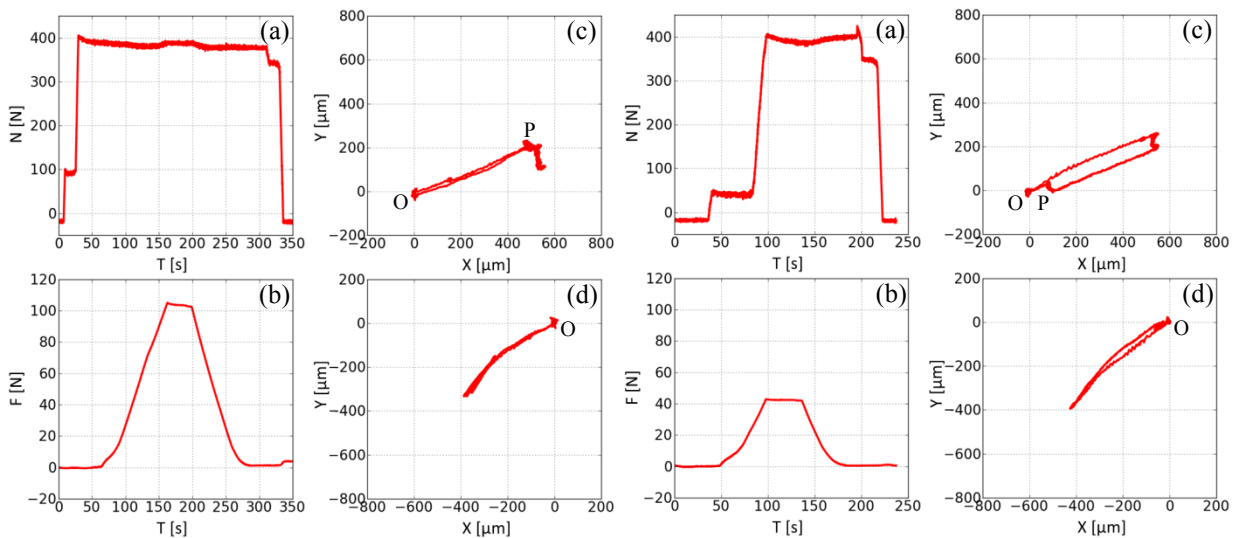 (a)
N [N]
400
300
200
100
0
0 50 100 150 200 250 300 350
T [s]
(c)
Y [µm]
800
600
400
200
0
−200
P
O
−200 0 200 400 600 800
X [µm]
(a)
N [N]
400
300
200
100
0
0 50 100 150 200 250
T [s]
(c)
Y [µm]
800
600
400
200
0
−200
O P
−200 0 200 400 600 800
X [µm]
(b)
F [N]
120
100
80
60
40
20
0
−20
0 50 100 150 200 250 300 350
T [s]
(d)
Y [µm]
200
0
−200
−400
−600
−800
O
−800 −600 −400 −200 0 200
X [µm]
(b)
F [N]
120
100
80
60
40
20
0
−20
0 50 100 150 200 250
T [s]
(d)
Y [µm]
200
0
−200
−400
−600
−800
O
−800 −600 −400 −200 0 200
X [µm]